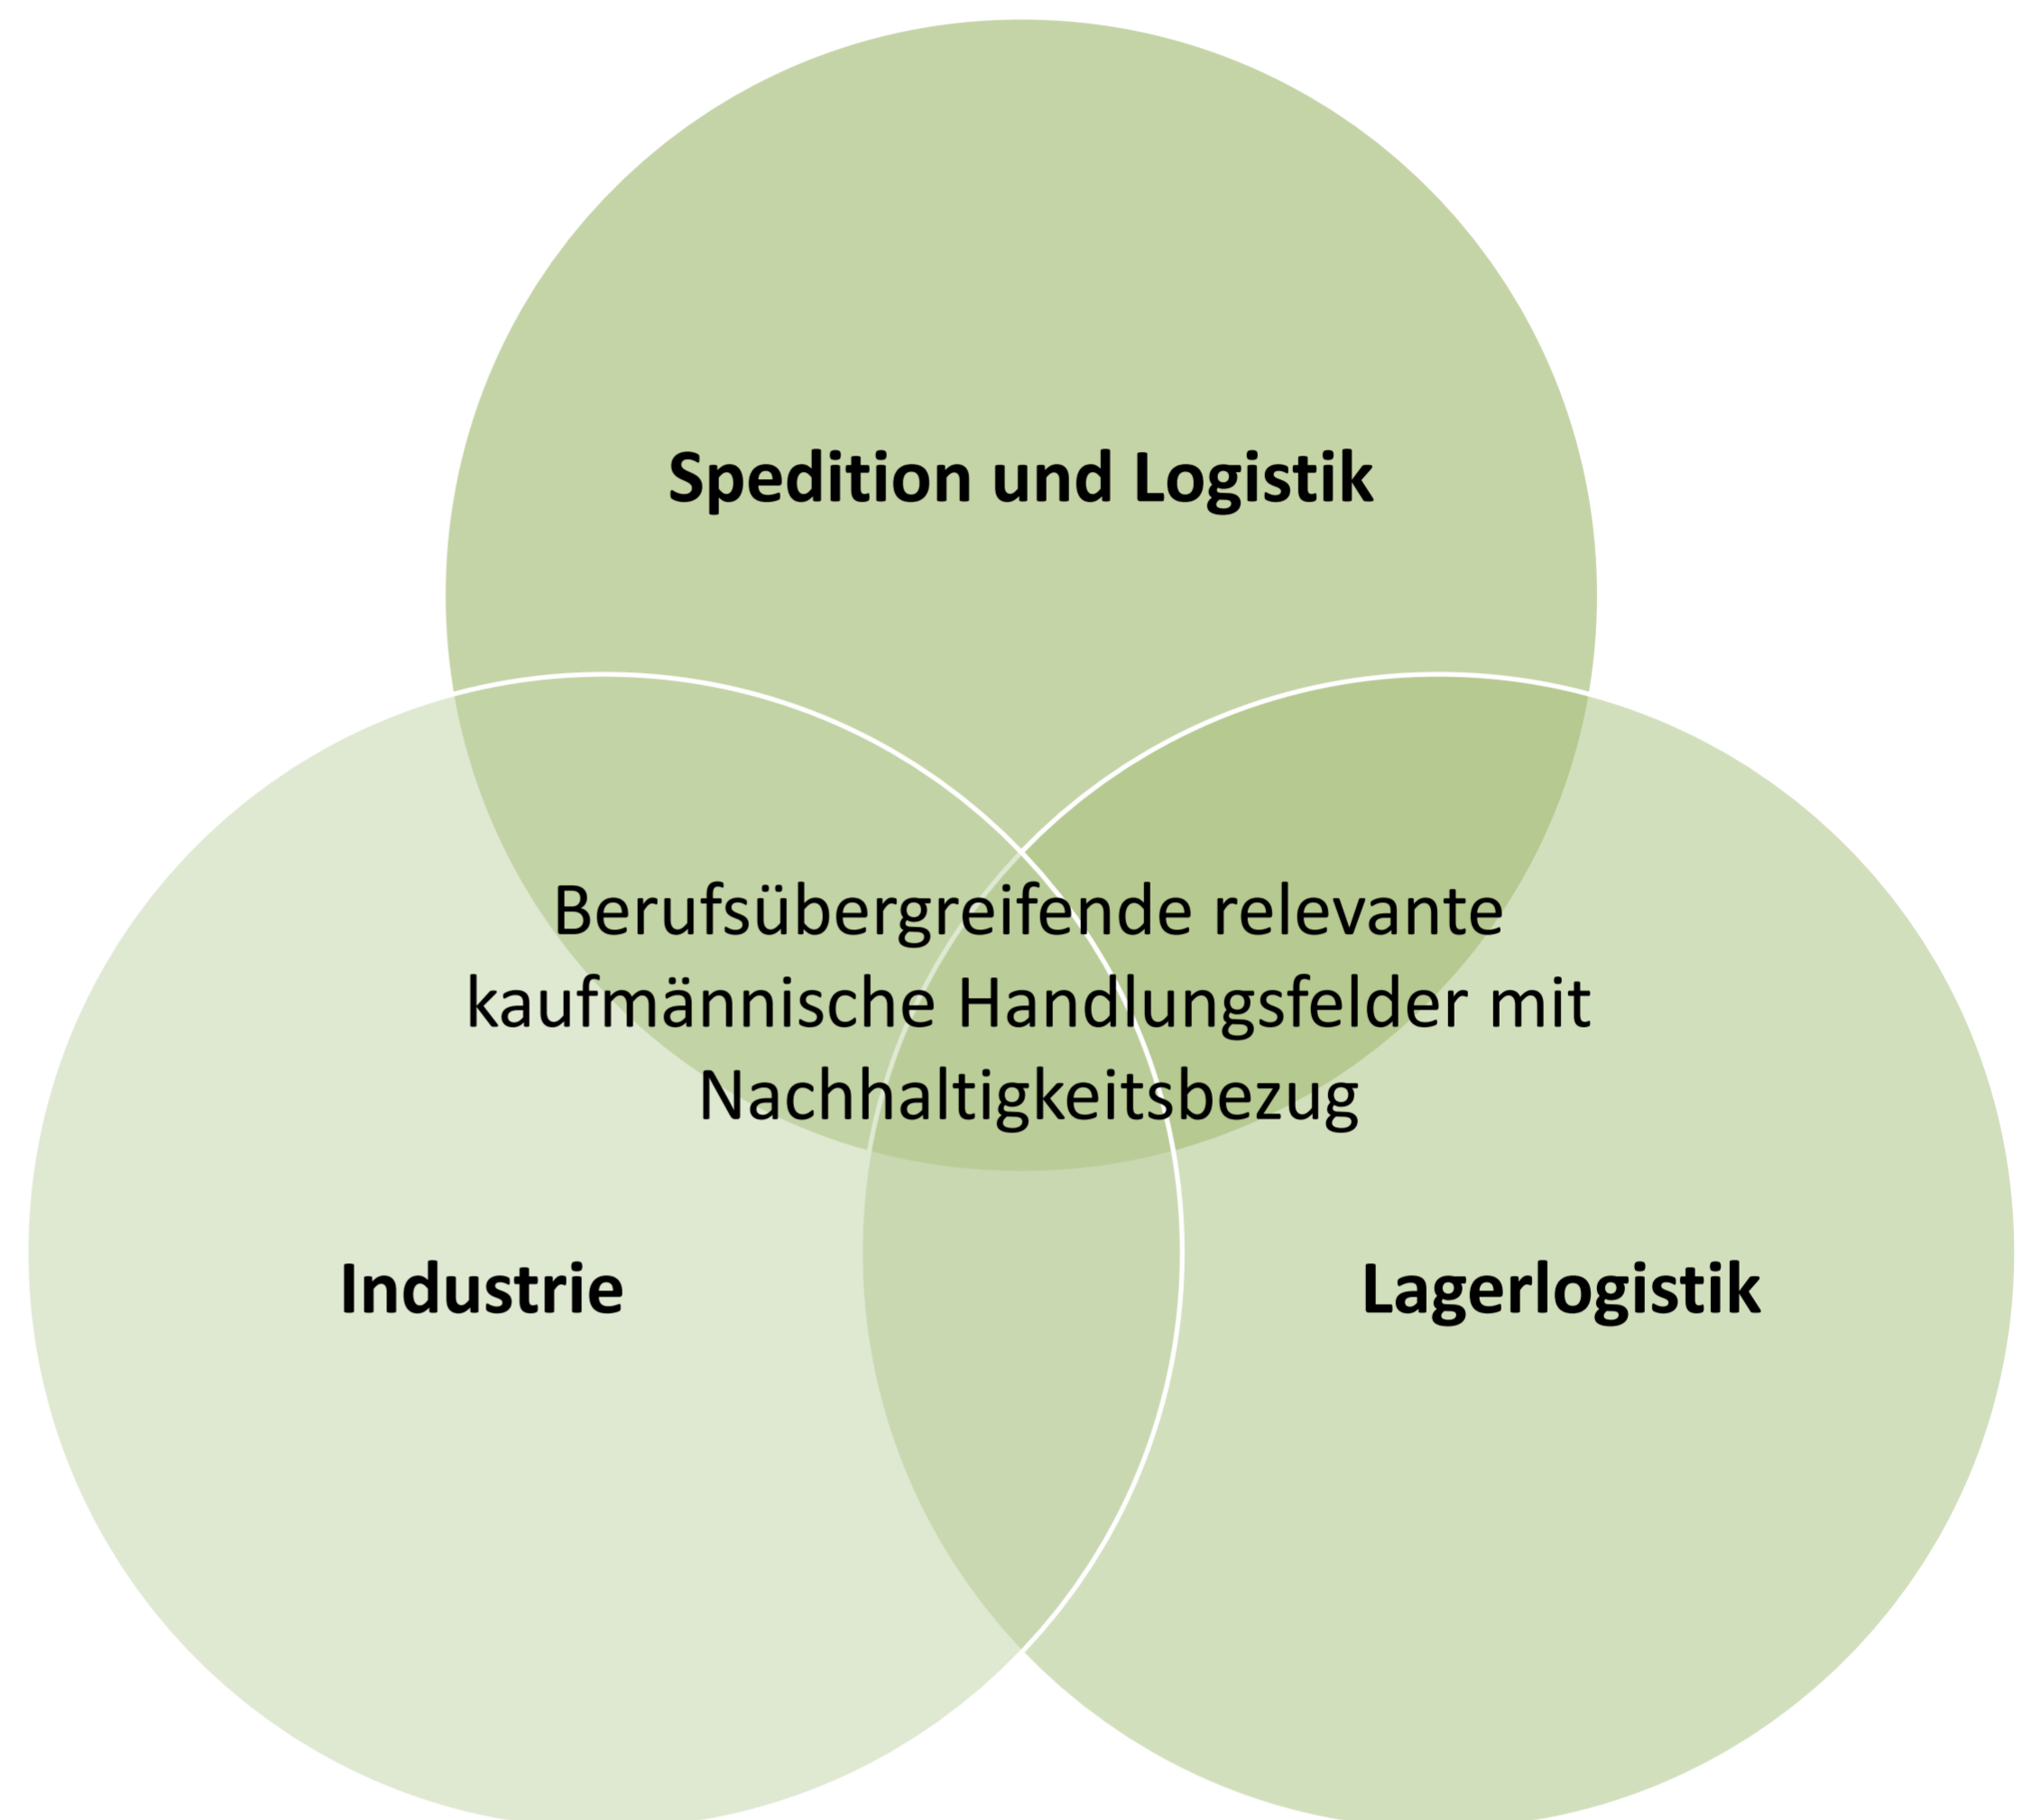 Spedition und Logistik
Berufsübergreifende relevante
kaufmännische Handlungsfelder mit
Nachhaltigkeitsbezug
Industrie
Lagerlogistik